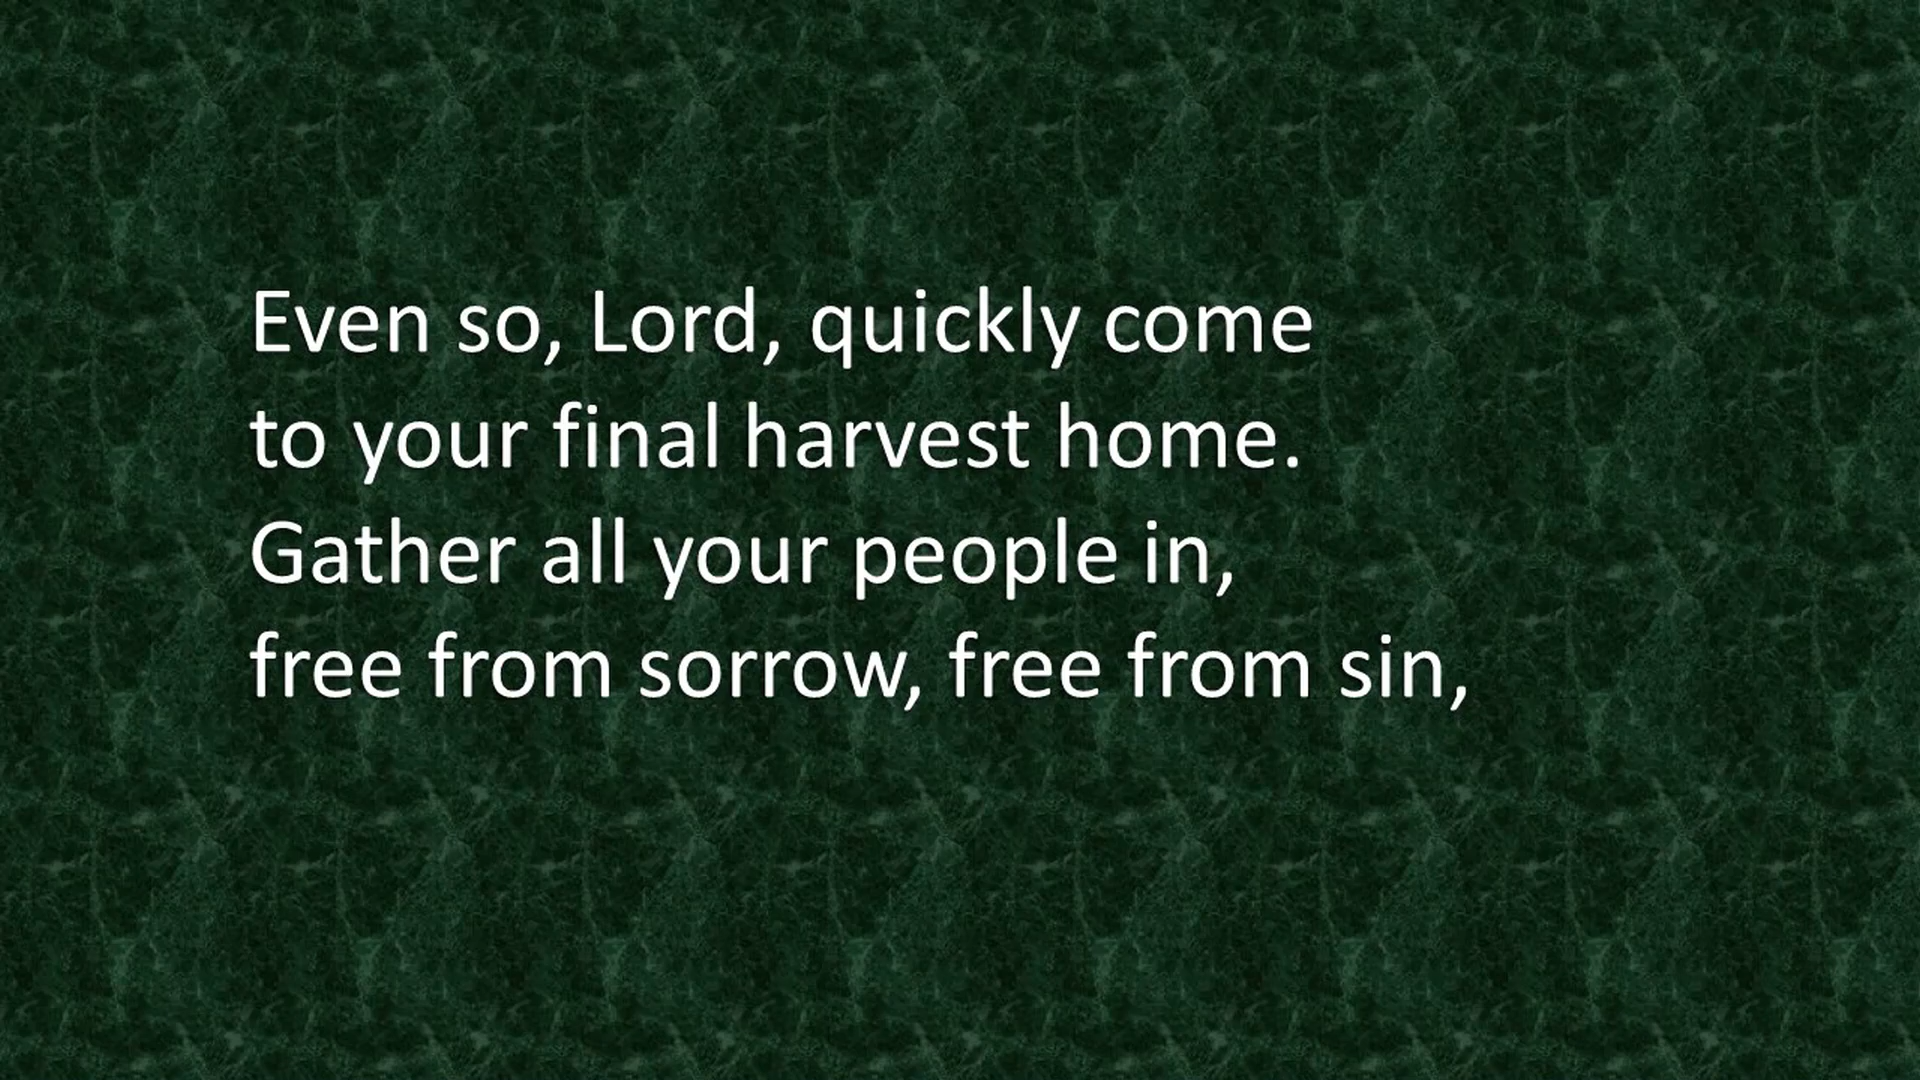 Even so, Lord, quickly come
to your final harvest home.
Gather all your people in,
free from sorrow, free from sin,